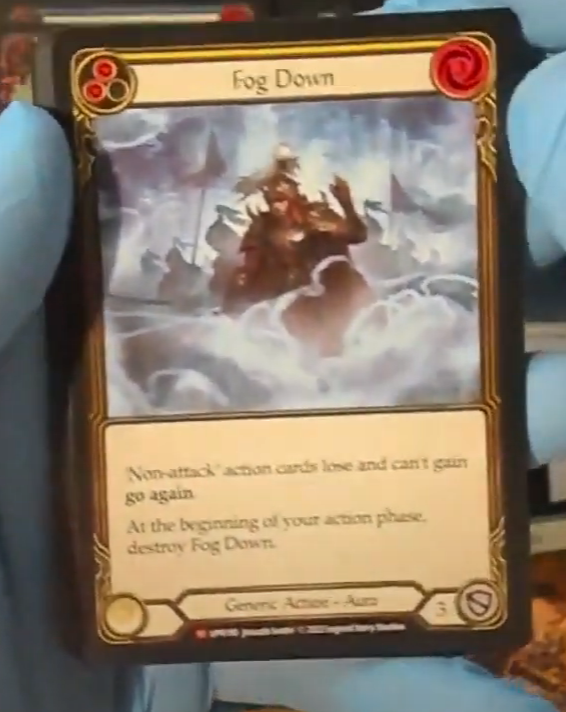 Fog Down
'Non-attack' action cards lose and can't gain
go again.
At the beginning of your action phase,
destroy Fog Down.
Generic Action - Aura
3